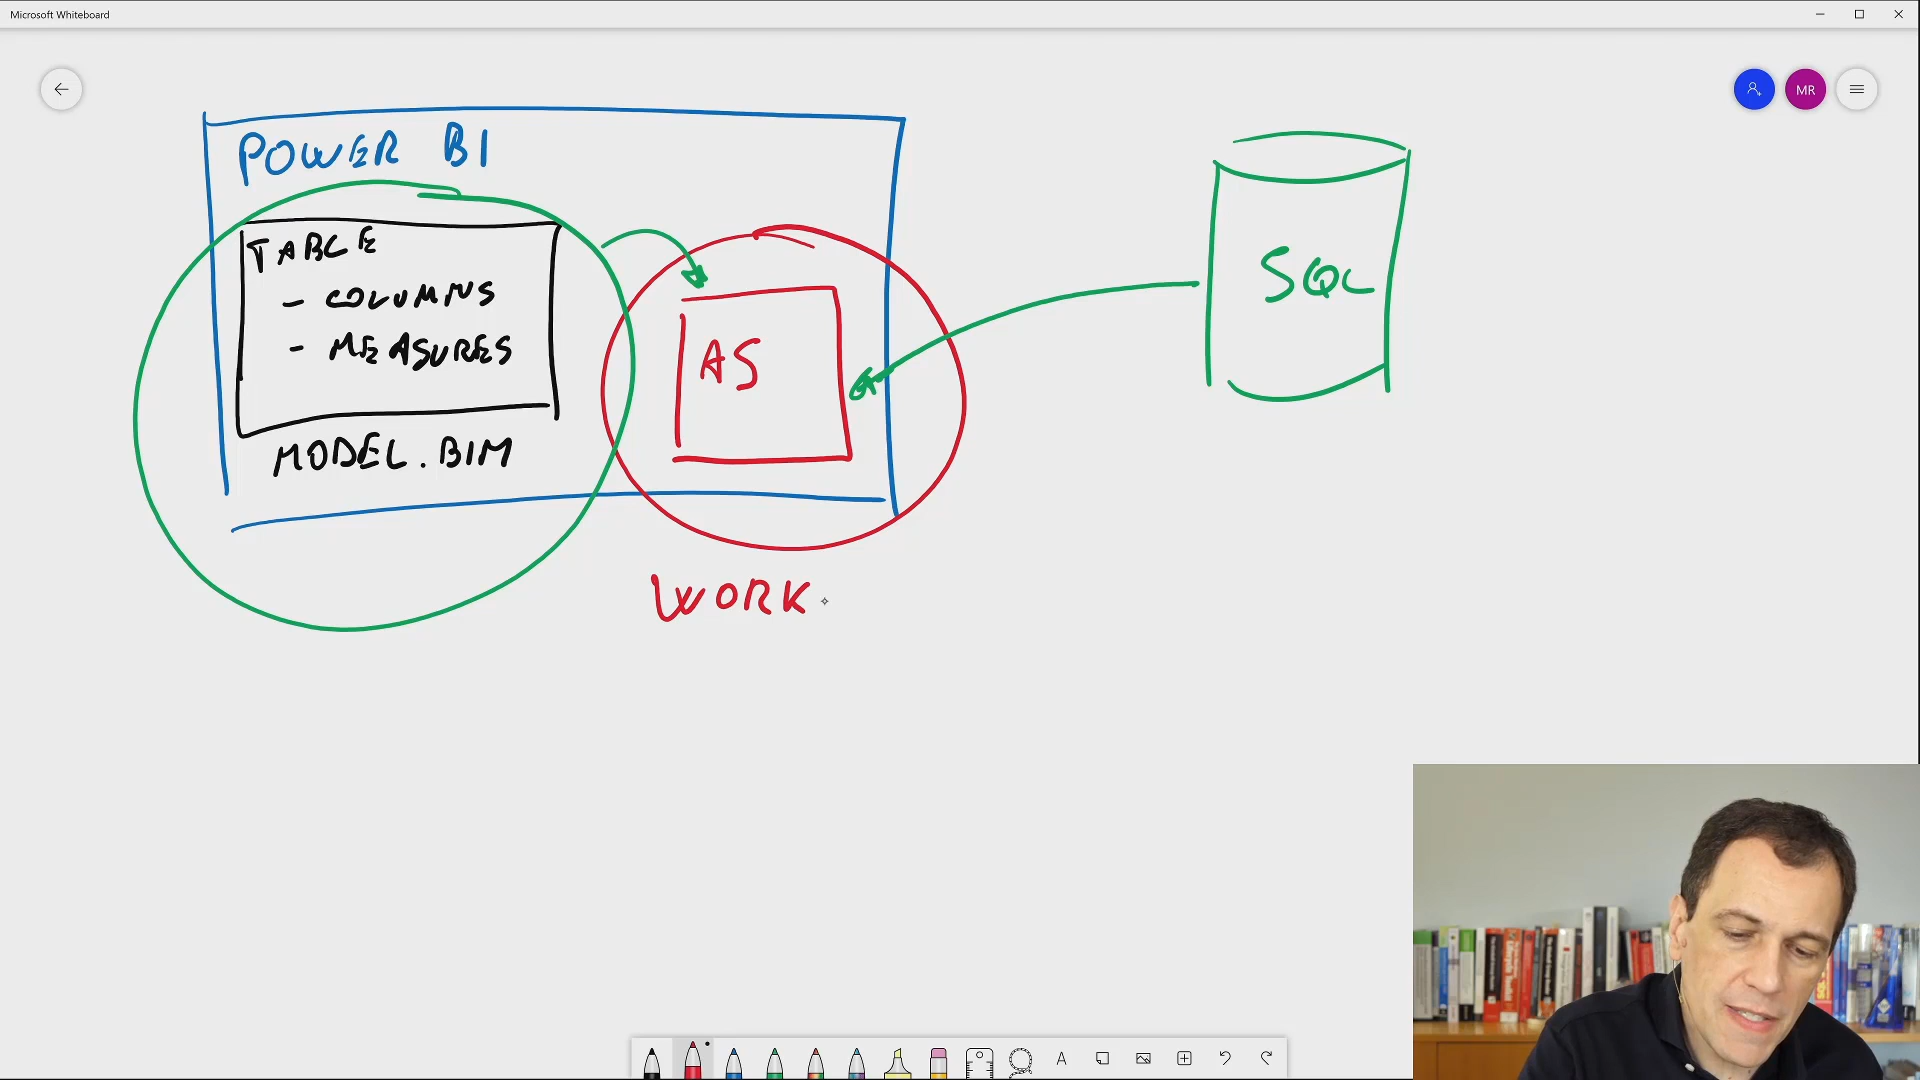 Microsoft Whiteboard
MR
POWER BI
TABLE
- COLUMNS
- MEASURES
MODEL.BIM
AS
SQL
WORK
A